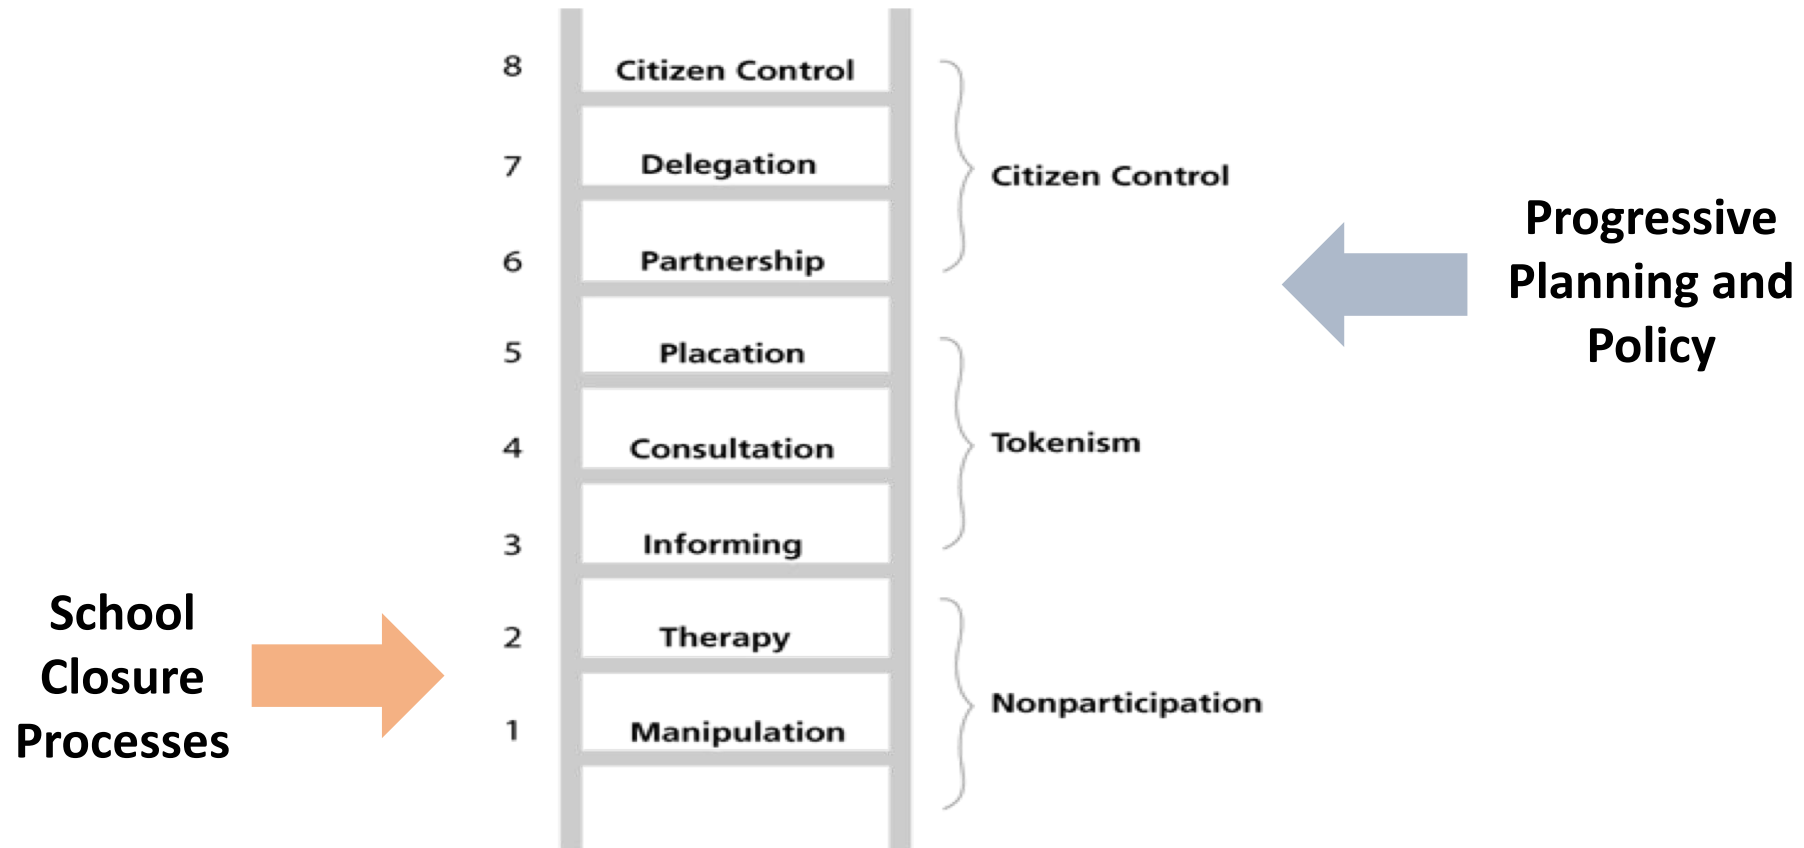 8 Citizen Control
7 Delegation
Citizen Control
6 Partnership
Progressive
Planning and
Policy
5 Placation
4 Consultation
Tokenism
3 Informing
School
Closure
Processes
2 Therapy
Nonparticipation
1 Manipulation